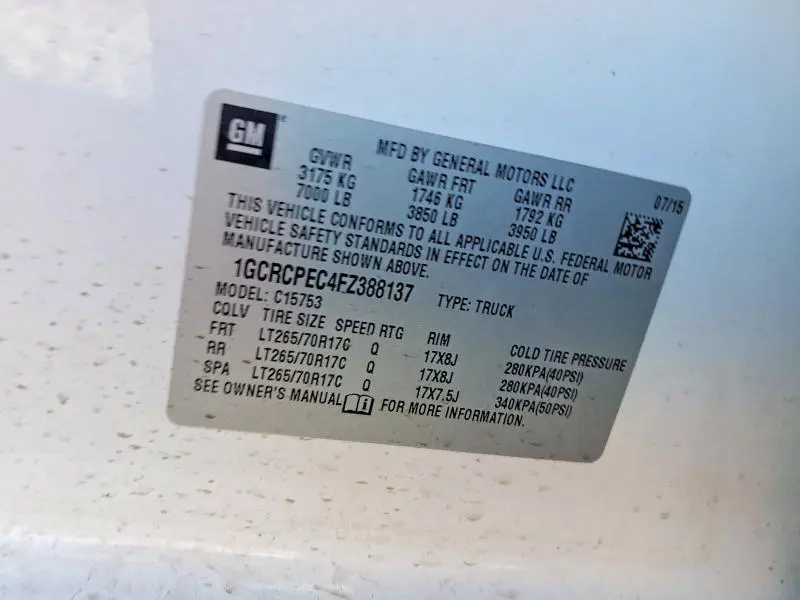 GM
MFD BY GENERAL MOTORS LLC 07/15
GVWR GAWR FRT GAWR RR
3175 KG 1746 KG 1792 KG
7000 LB 3850 LB 3950 LB
THIS VEHICLE CONFORMS TO ALL APPLICABLE U.S. FEDERAL MOTOR
VEHICLE SAFETY STANDARDS IN EFFECT ON THE DATE OF
MANUFACTURE SHOWN ABOVE.
1GCRCPEC4FZ388137 TYPE: TRUCK
MODEL: C15753
CQLV TIRE SIZE SPEED RTG RIM COLD TIRE PRESSURE
FRT LT265/70R17C Q 17X8J 280KPA(40PSI)
RR LT265/70R17C Q 17X8J 280KPA(40PSI)
SPA LT265/70R17C Q 17X7.5J 340KPA(50PSI)
SEE OWNER'S MANUAL FOR MORE INFORMATION.